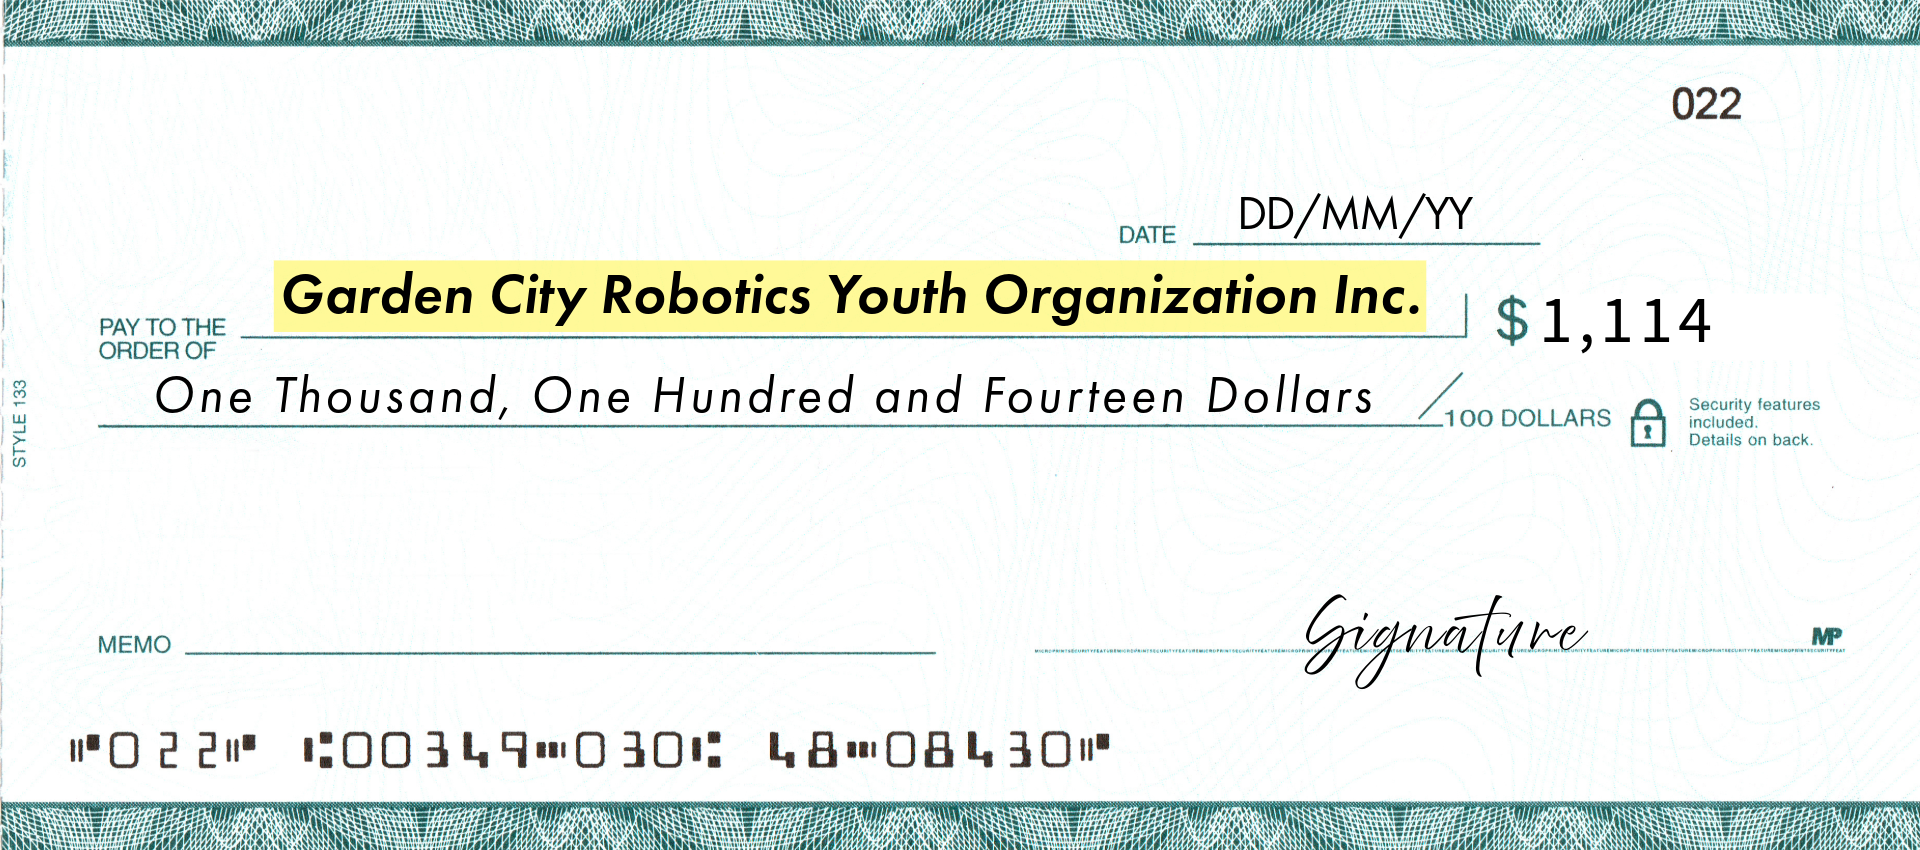 022
DATE DD/MM/YY
Garden City Robotics Youth Organization Inc.
PAY TO THE
ORDER OF
$1,114
One Thousand, One Hundred and Fourteen Dollars
/100 DOLLARS
Security features
included.
Details on back.
STYLE 133
MEMO
Signature
MP
⑈022⑈ ⑆00349⑉030⑆ 48⑉08430⑈